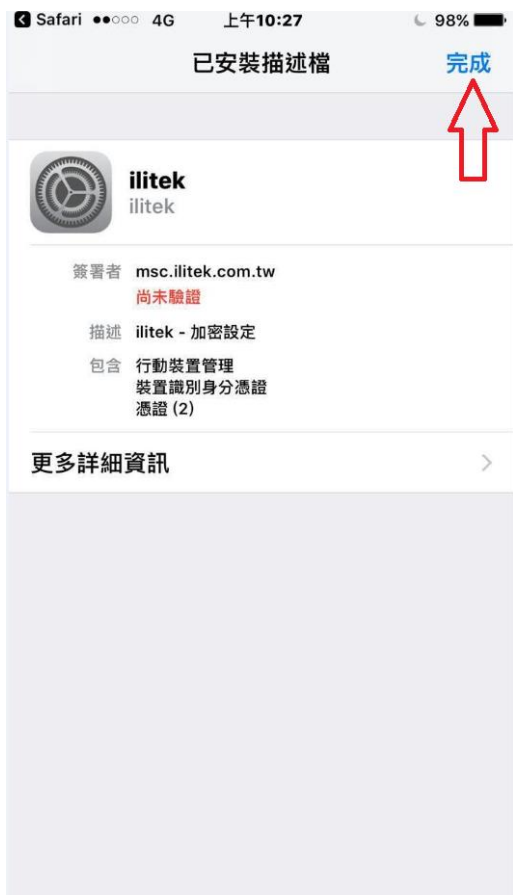 Safari 4G 上午10:27 98%
已安裝描述檔 完成
ilitek
ilitek
簽署者 msc.ilitek.com.tw
尚未驗證
描述 ilitek - 加密設定
包含 行動裝置管理
裝置識別身分憑證
憑證 (2)
更多詳細資訊